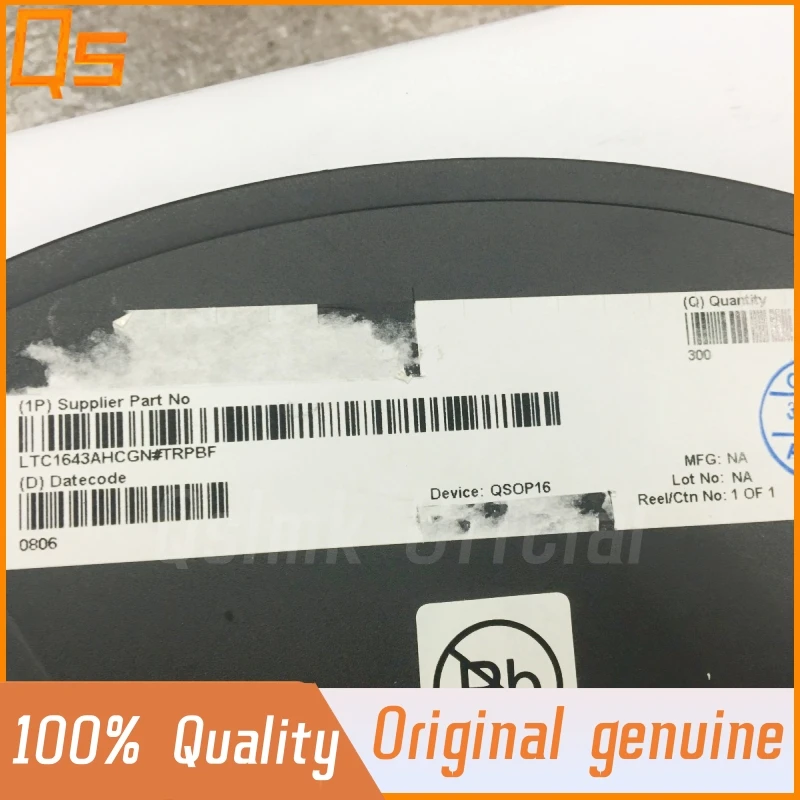 QS
(Q) Quantity
300
(1P) Supplier Part No
LTC1643AHCGN#TRPBF
(D) Datecode
0806
Device: QSOP16
MFG: NA
Lot No: NA
Reel/Ctn No: 1 OF 1
Official
Pb
100% Quality
Original genuine